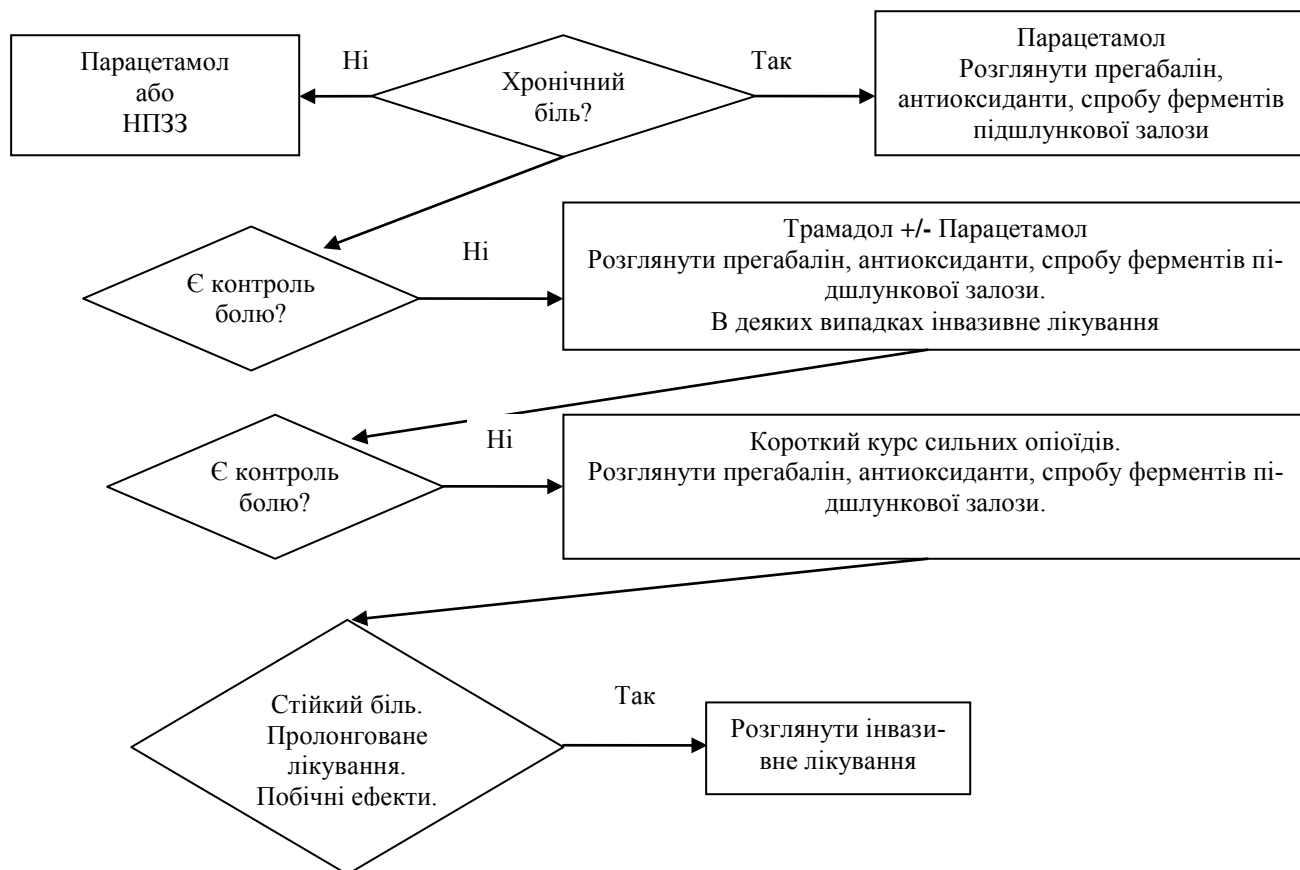 Парацетамол
або
НПЗЗ
Ні
Хронічний
біль?
Так
Парацетамол
Розглянути прегабалін,
антиоксиданти, спробу ферментів
підшлункової залози
Є контроль
болю?
Ні
Трамадол +/- Парацетамол
Розглянути прегабалін, антиоксиданти, спробу ферментів пі-
дшлункової залози.
В деяких випадках інвазивне лікування
Є контроль
болю?
Ні
Короткий курс сильних опіоїдів.
Розглянути прегабалін, антиоксиданти, спробу ферментів пі-
дшлункової залози.
Стійкий біль.
Пролонговане
лікування.
Побічні ефекти.
Так
Розглянути інвази-
вне лікування